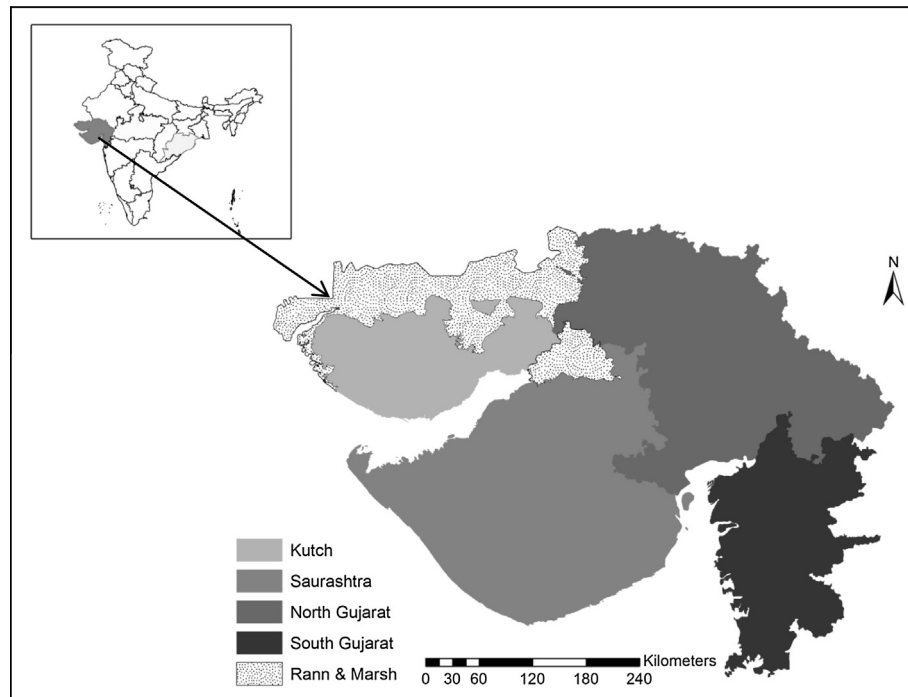 N
Kutch
Saurashtra
North Gujarat
South Gujarat
Rann & Marsh
Kilometers
0 30 60 120 180 240